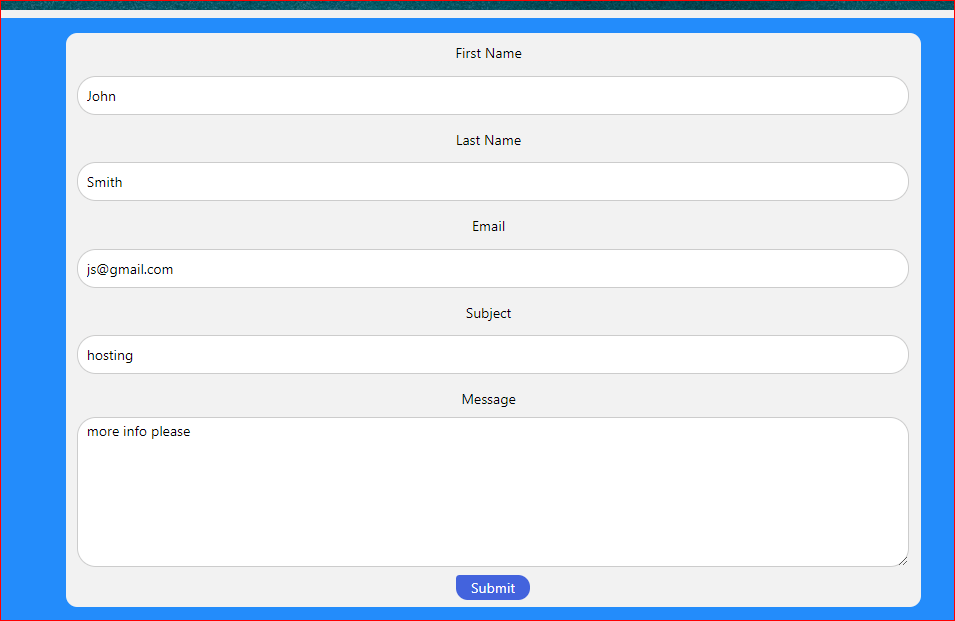 First Name
John
Last Name
Smith
Email
js@gmail.com
Subject
hosting
Message
more info please
Submit